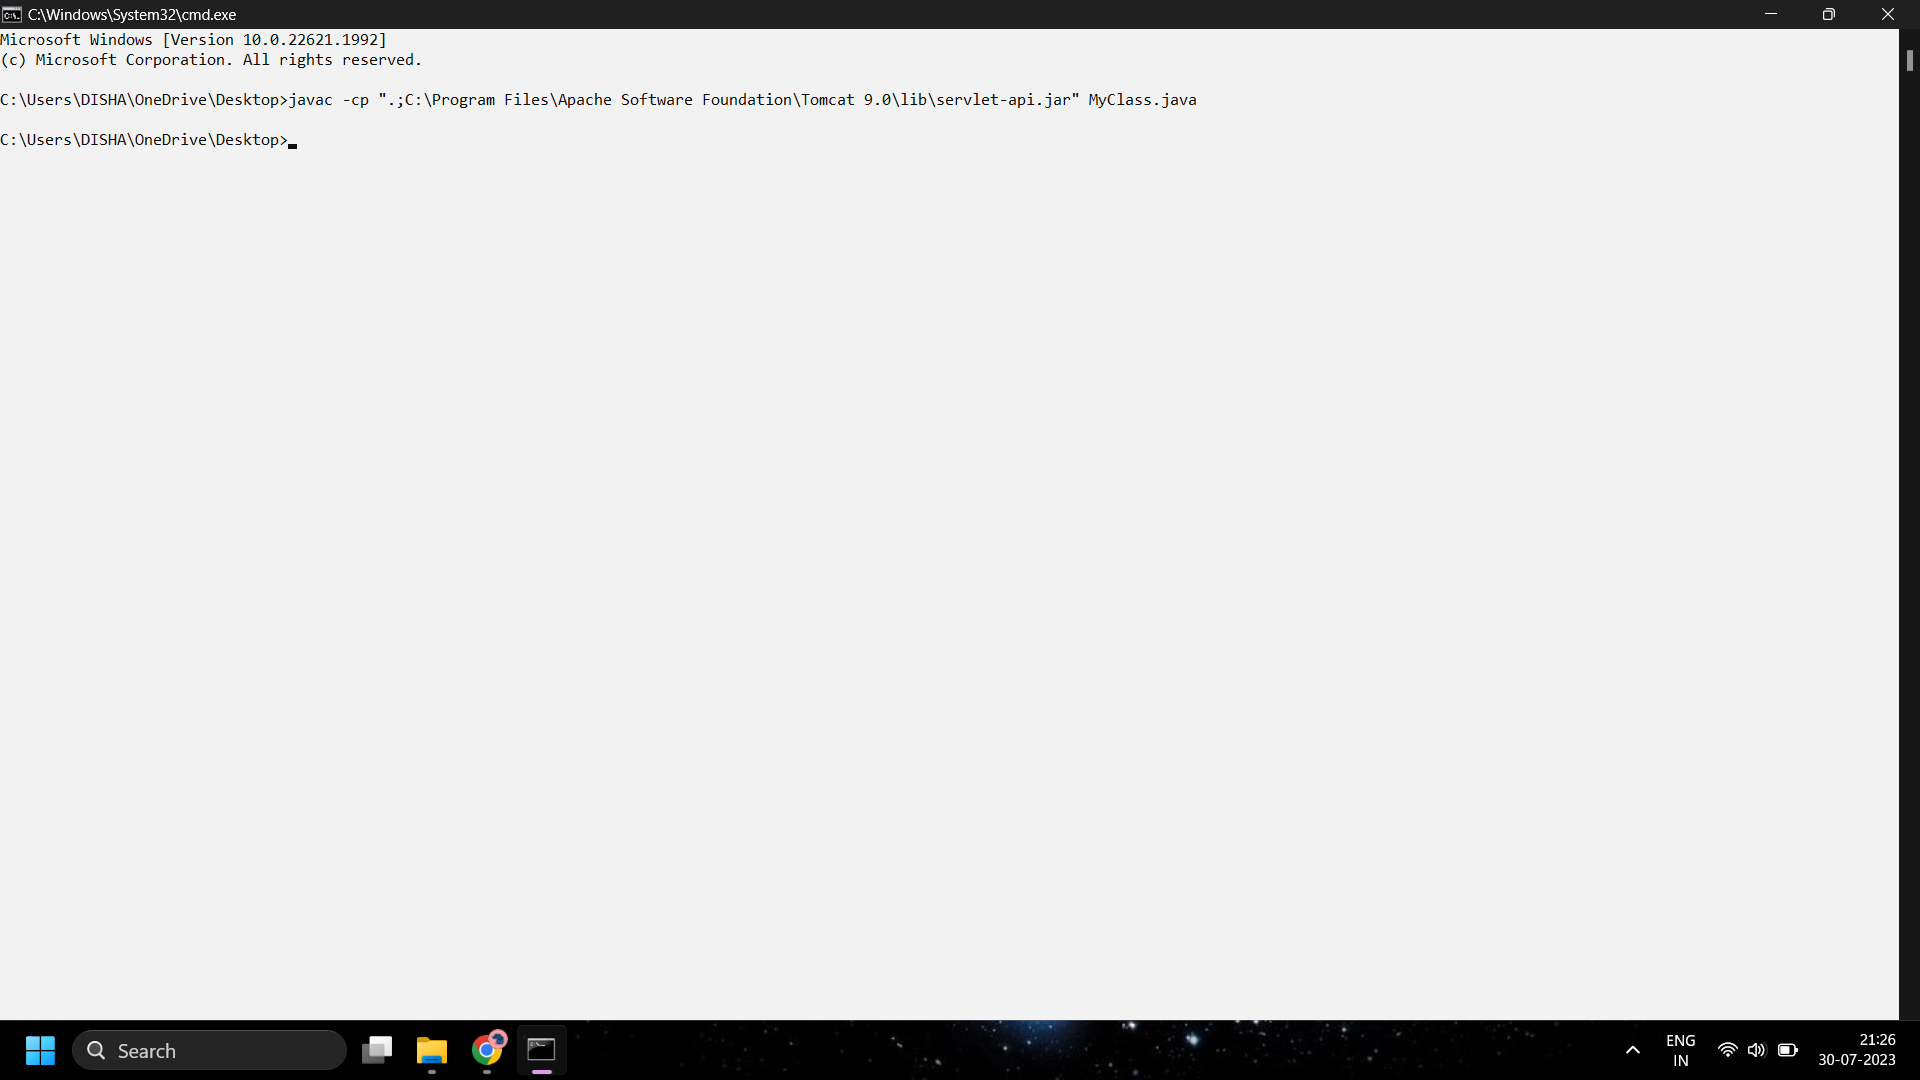 C:\Windows\System32\cmd.exe
Microsoft Windows [Version 10.0.22621.1992]
(c) Microsoft Corporation. All rights reserved.
C:\Users\DISHA\OneDrive\Desktop>javac -cp ".;C:\Program Files\Apache Software Foundation\Tomcat 9.0\lib\servlet-api.jar" MyClass.java
C:\Users\DISHA\OneDrive\Desktop>
Search
ENG
IN
21:26
30-07-2023